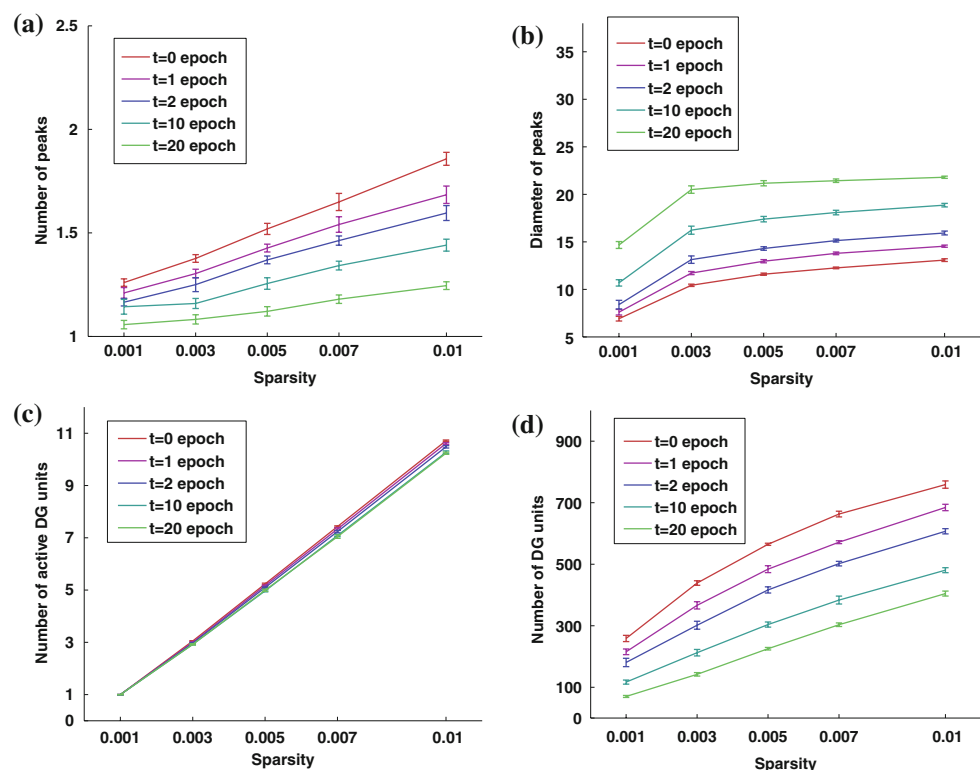 (a)
2.5
2
1.5
1
Number of peaks
t=0 epoch
t=1 epoch
t=2 epoch
t=10 epoch
t=20 epoch
0.001 0.003 0.005 0.007 0.01
Sparsity
(b)
35
30
25
20
15
10
5
Diameter of peaks
t=0 epoch
t=1 epoch
t=2 epoch
t=10 epoch
t=20 epoch
0.001 0.003 0.005 0.007 0.01
Sparsity
(c)
11
9
7
5
3
1
0
Number of active DG units
t=0 epoch
t=1 epoch
t=2 epoch
t=10 epoch
t=20 epoch
0.001 0.003 0.005 0.007 0.01
Sparsity
(d)
900
700
500
300
100
0
Number of DG units
t=0 epoch
t=1 epoch
t=2 epoch
t=10 epoch
t=20 epoch
0.001 0.003 0.005 0.007 0.01
Sparsity